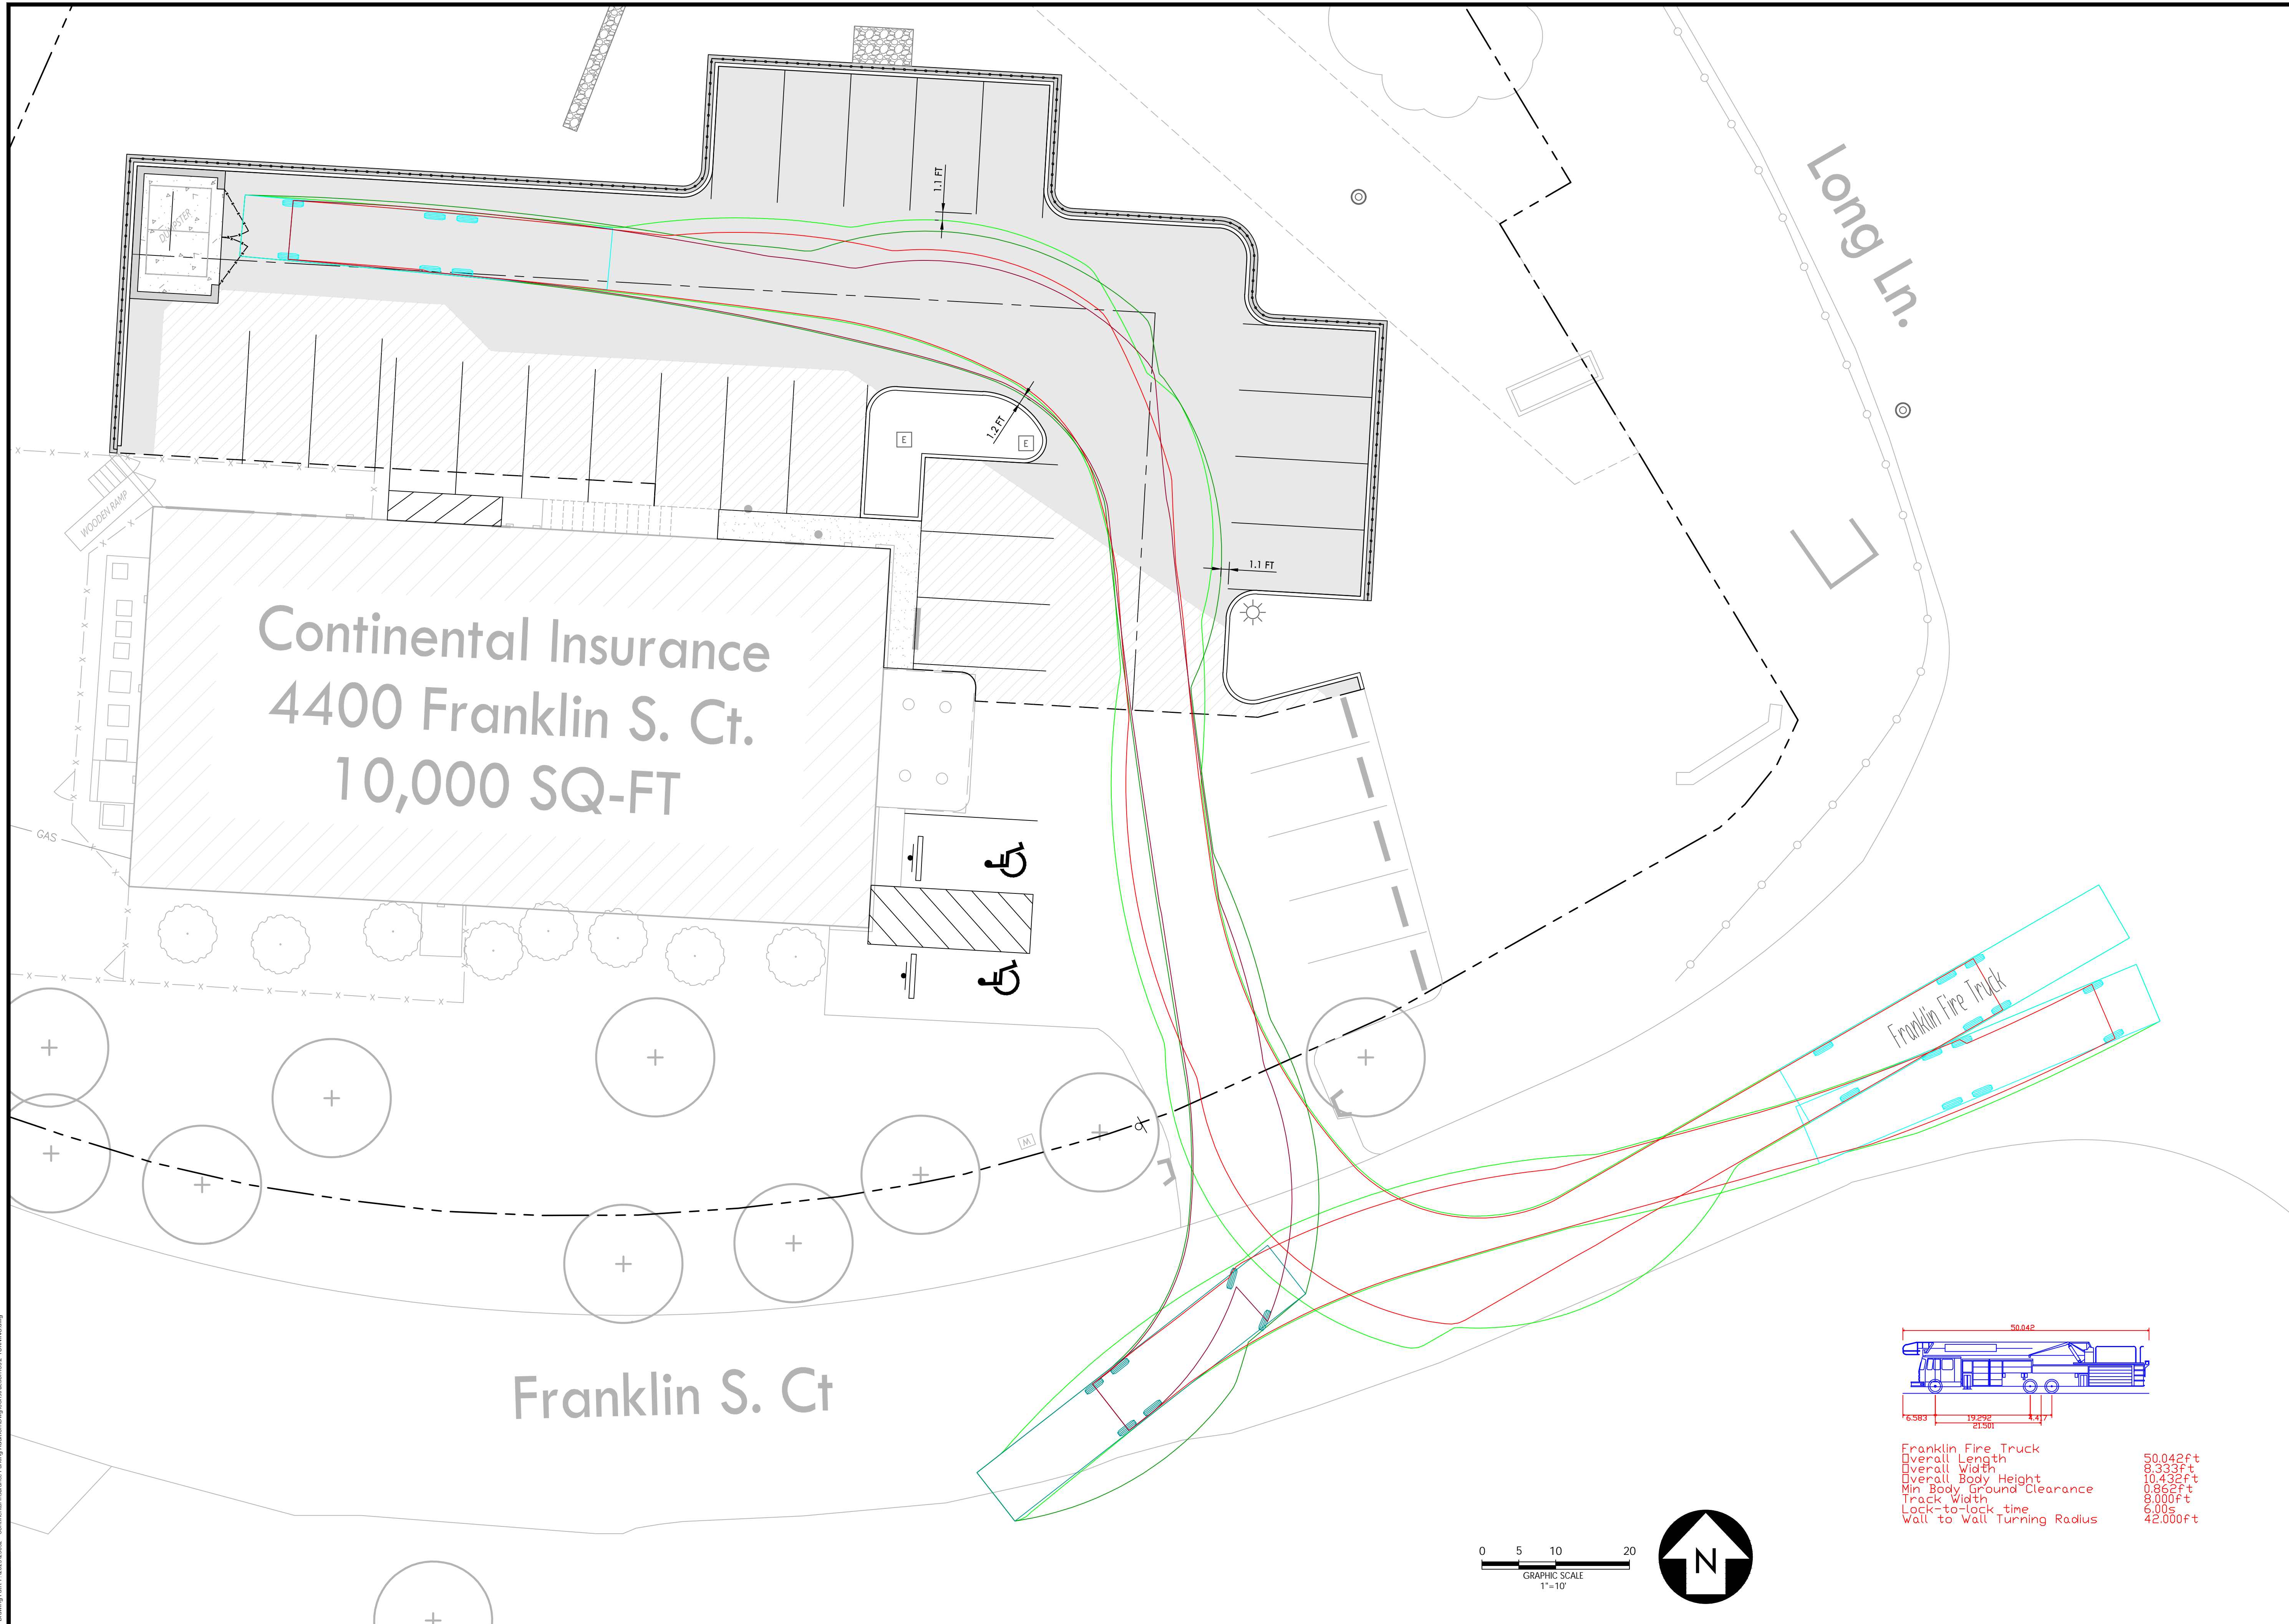 Long Ln.
1.1 FT
DUMPSTER
1.2 FT
E
E
WOODEN RAMP
1.1 FT
Continental Insurance
4400 Franklin S. Ct.
10,000 SQ-FT
GAS
Franklin Fire Truck
M
Franklin S. Ct
50.042
6.583
19.292
4.417
21.501
Franklin Fire Truck
Overall Length 50.042ft
Overall Width 8.333ft
Overall Body Height 10.432ft
Min Body Ground Clearance 0.862ft
Track Width 8.000ft
Lock-to-lock time 6.00s
Wall to Wall Turning Radius 42.000ft
0 5 10 20
GRAPHIC SCALE
1"=10'
N